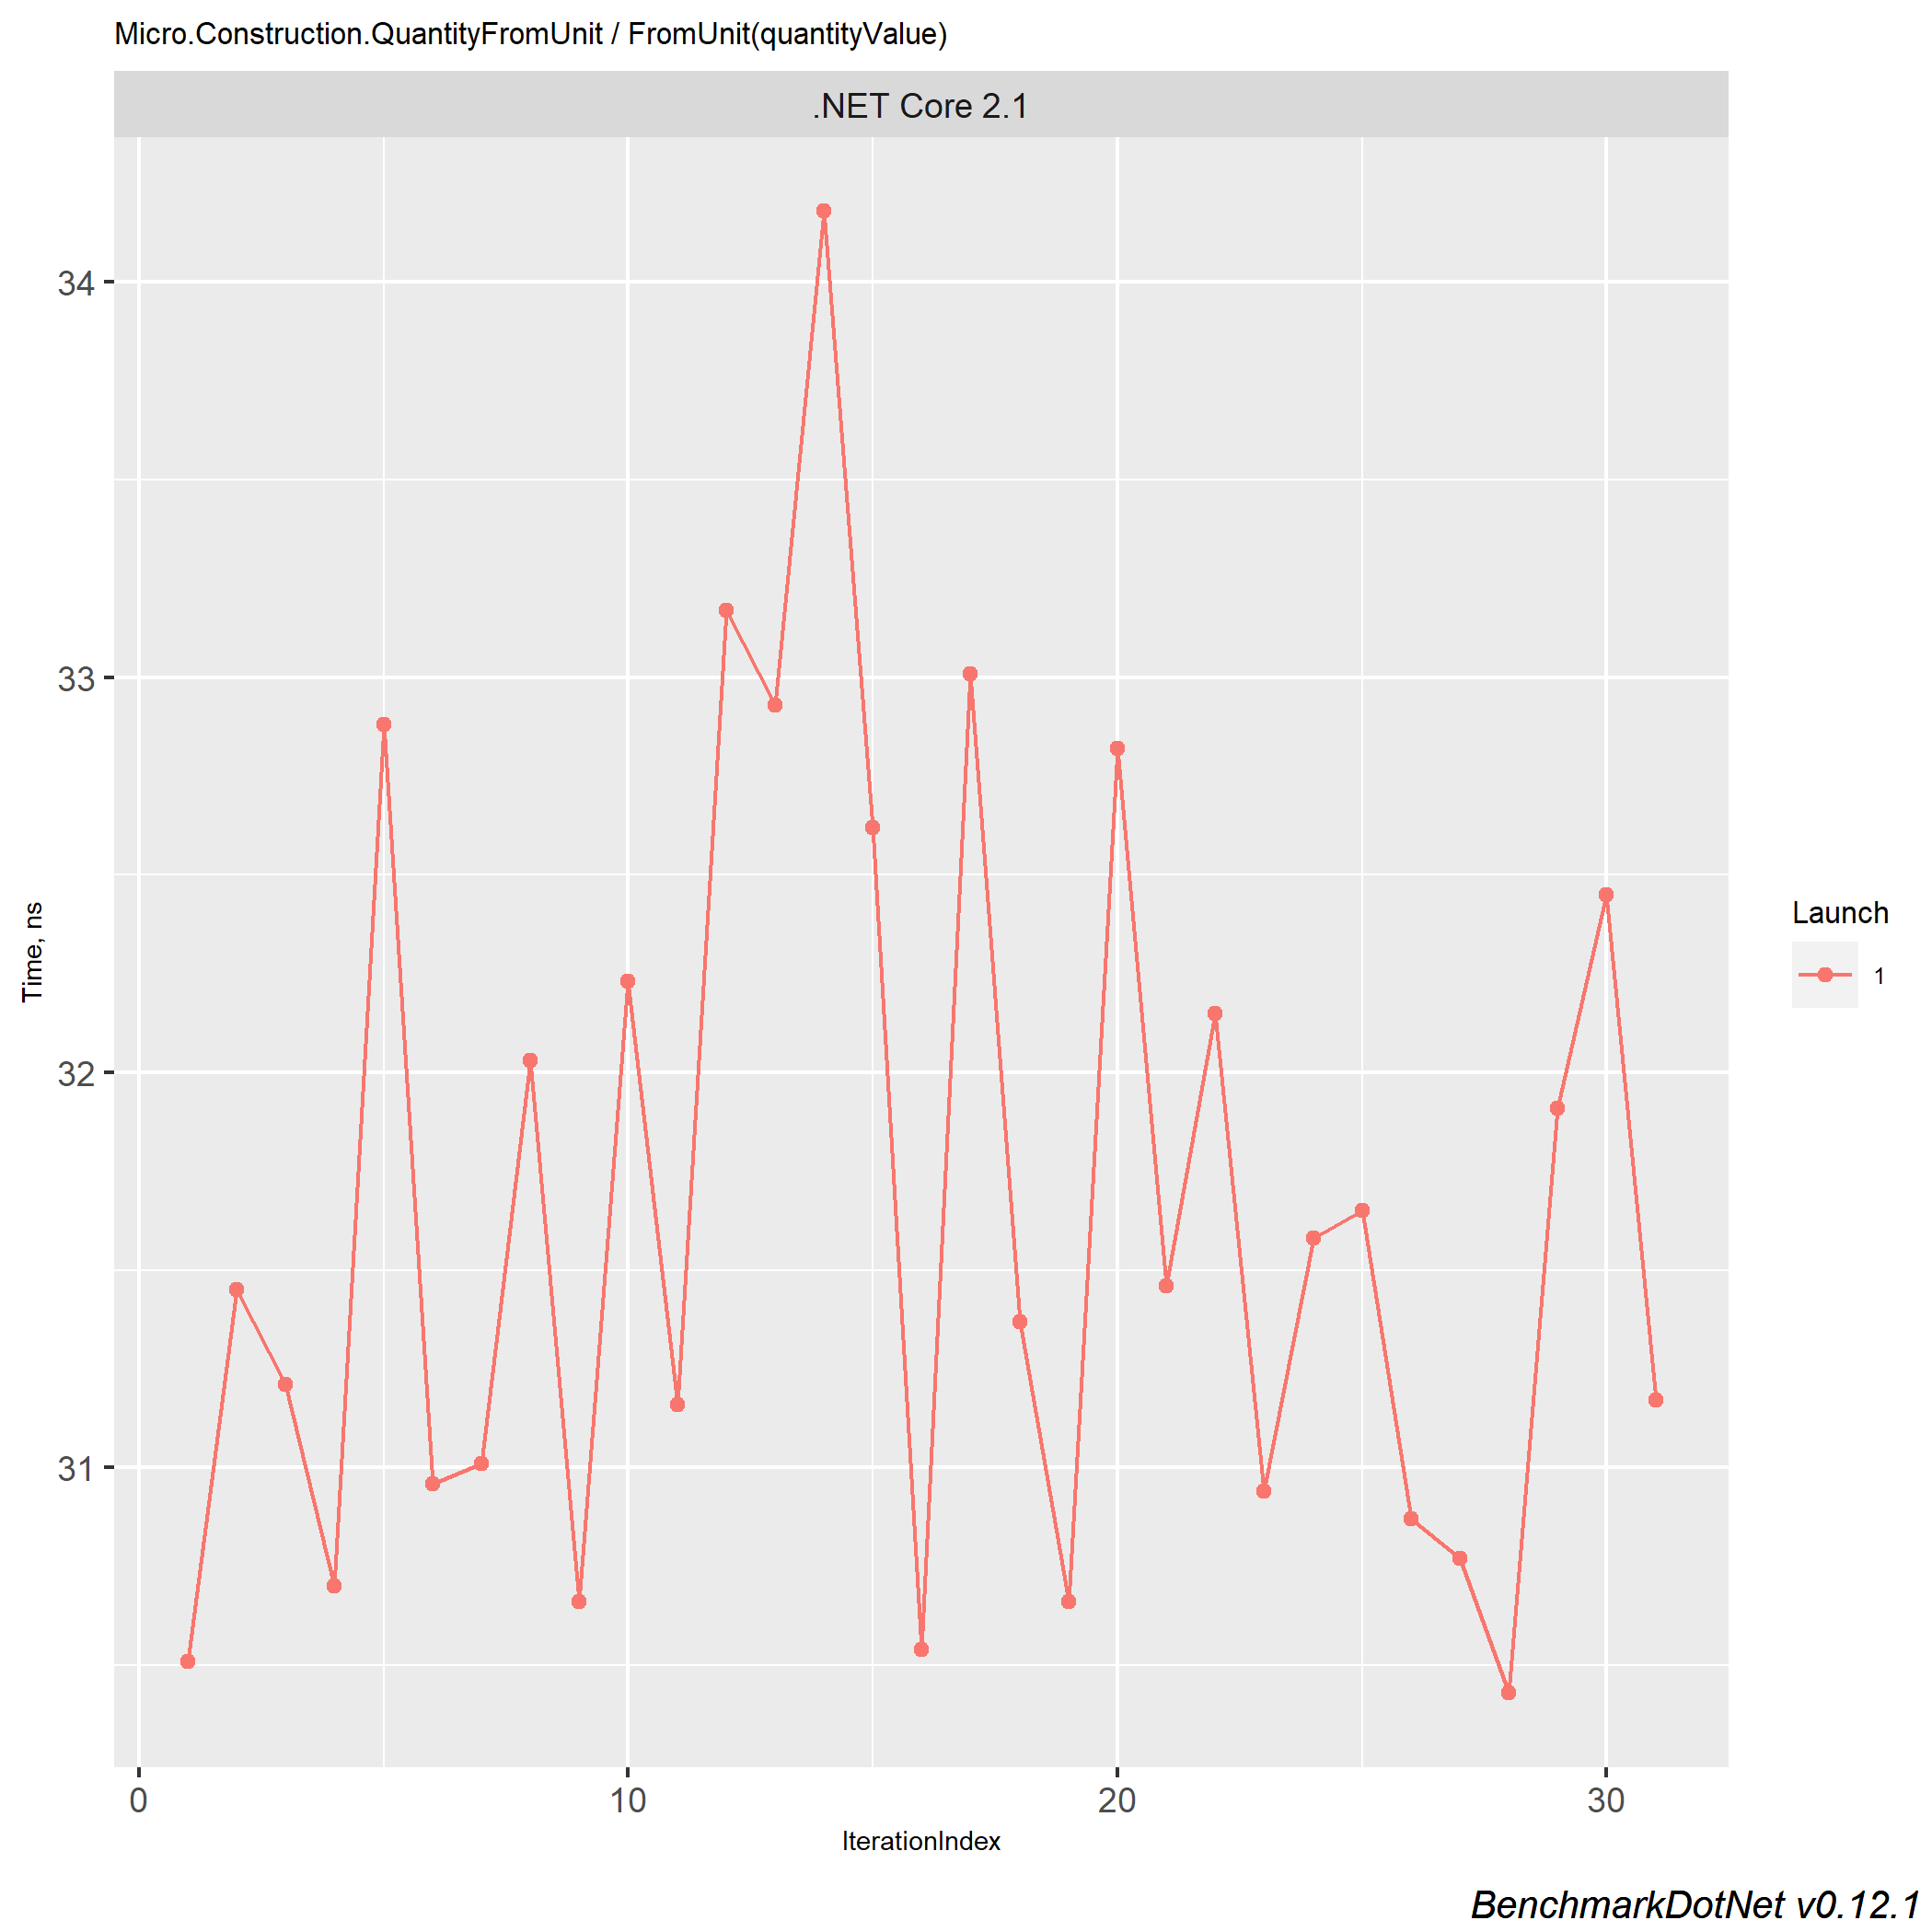 Micro.Construction.QuantityFromUnit / FromUnit(quantityValue)
.NET Core 2.1
34
33
32
31
Time, ns
0 10 20 30
IterationIndex
Launch
1
BenchmarkDotNet v0.12.1